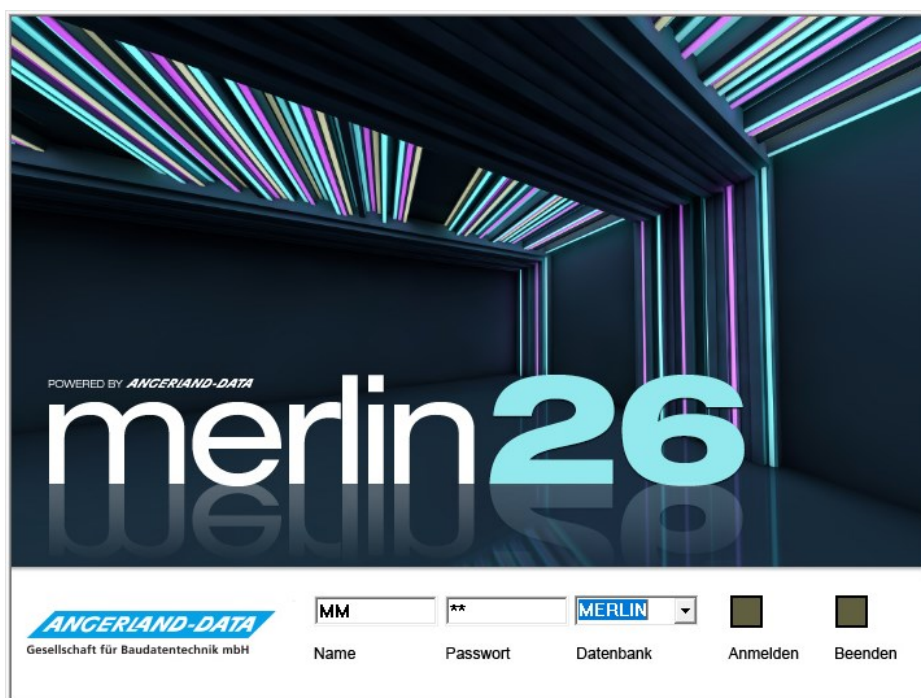 POWERED BY ANGERLAND-DATA
merlin26
ANGERLAND-DATA
Gesellschaft für Baudatentechnik mbH
MM ** MERLIN
Name Passwort Datenbank Anmelden Beenden